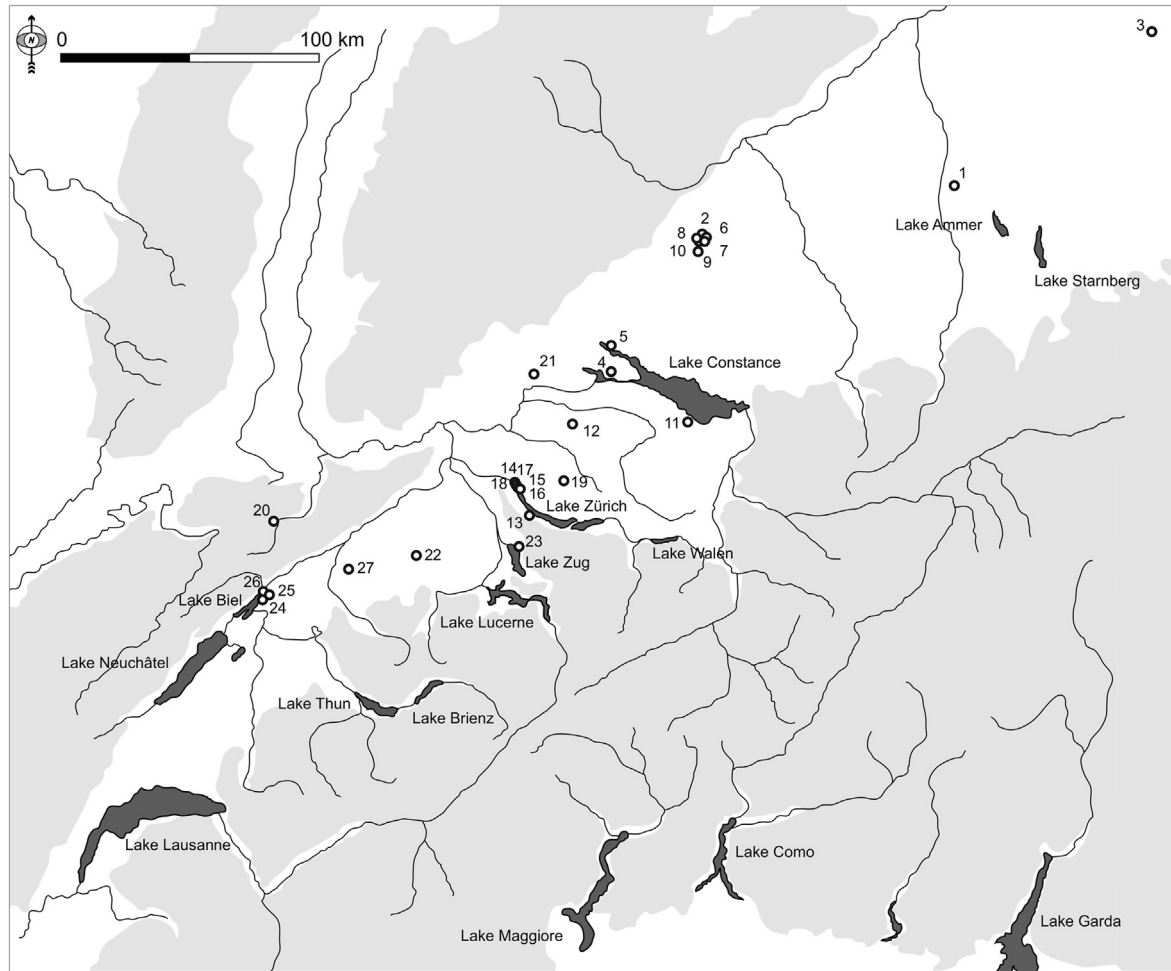 N
0 100 km
3
1
2
6
8
Lake Ammer
10
7
9
Lake Starnberg
5
4
Lake Constance
21
11
12
14
17
15
18
16
19
Lake Zürich
13
20
23
Lake Walen
22
Lake Zug
27
26
25
Lake Biel
24
Lake Lucerne
Lake Neuchâtel
Lake Thun
Lake Brienz
Lake Lausanne
Lake Como
Lake Maggiore
Lake Garda